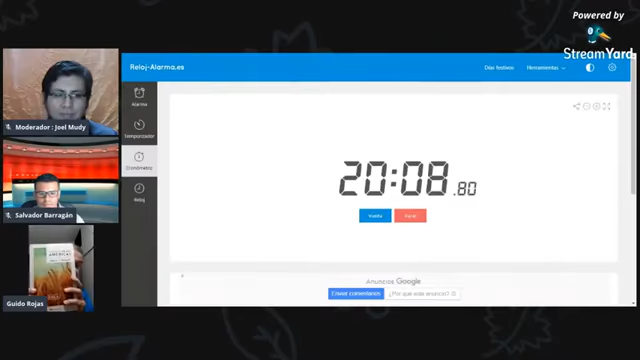 Powered by
StreamYard
Reloj-Alarma.es
Días festivos
Herramientas
Alarma
Temporizador
Cronómetro
Reloj
20:08.80
Vuelta
Parar
Anuncios Google
Enviar comentarios
¿Por qué este anuncio?
Moderador : Joel Mudy
Salvador Barragán
AMÉRICAS
Guido Rojas